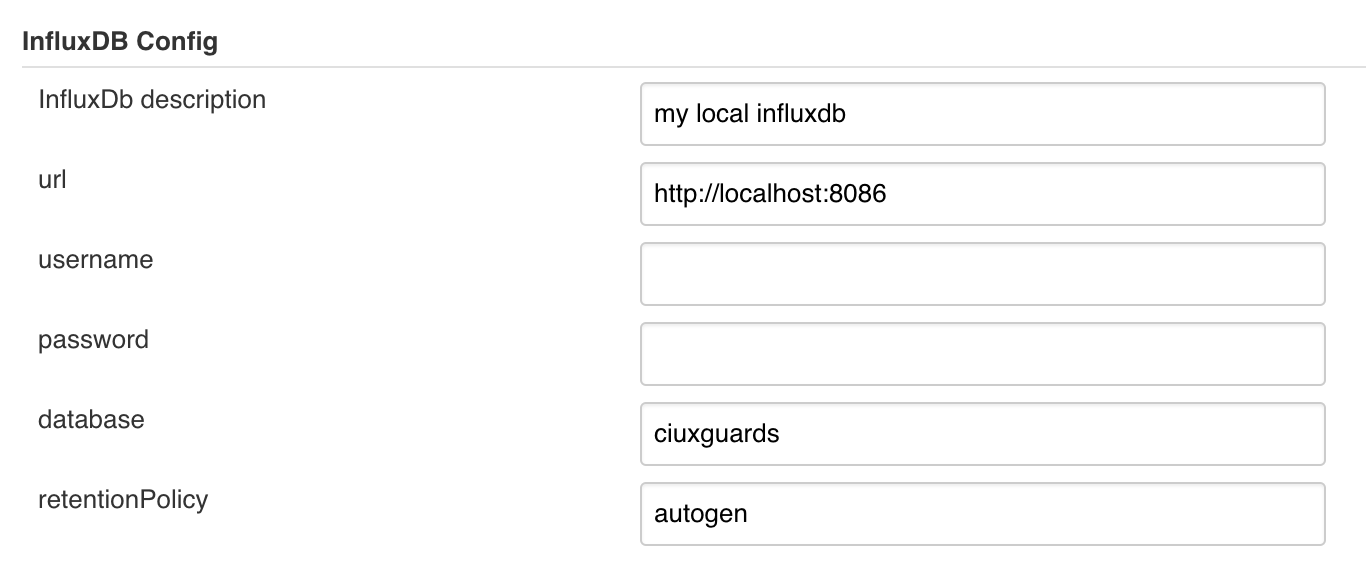 InfluxDB Config
InfluxDb description
my local influxdb
url
http://localhost:8086
username
password
database
ciuxguards
retentionPolicy
autogen